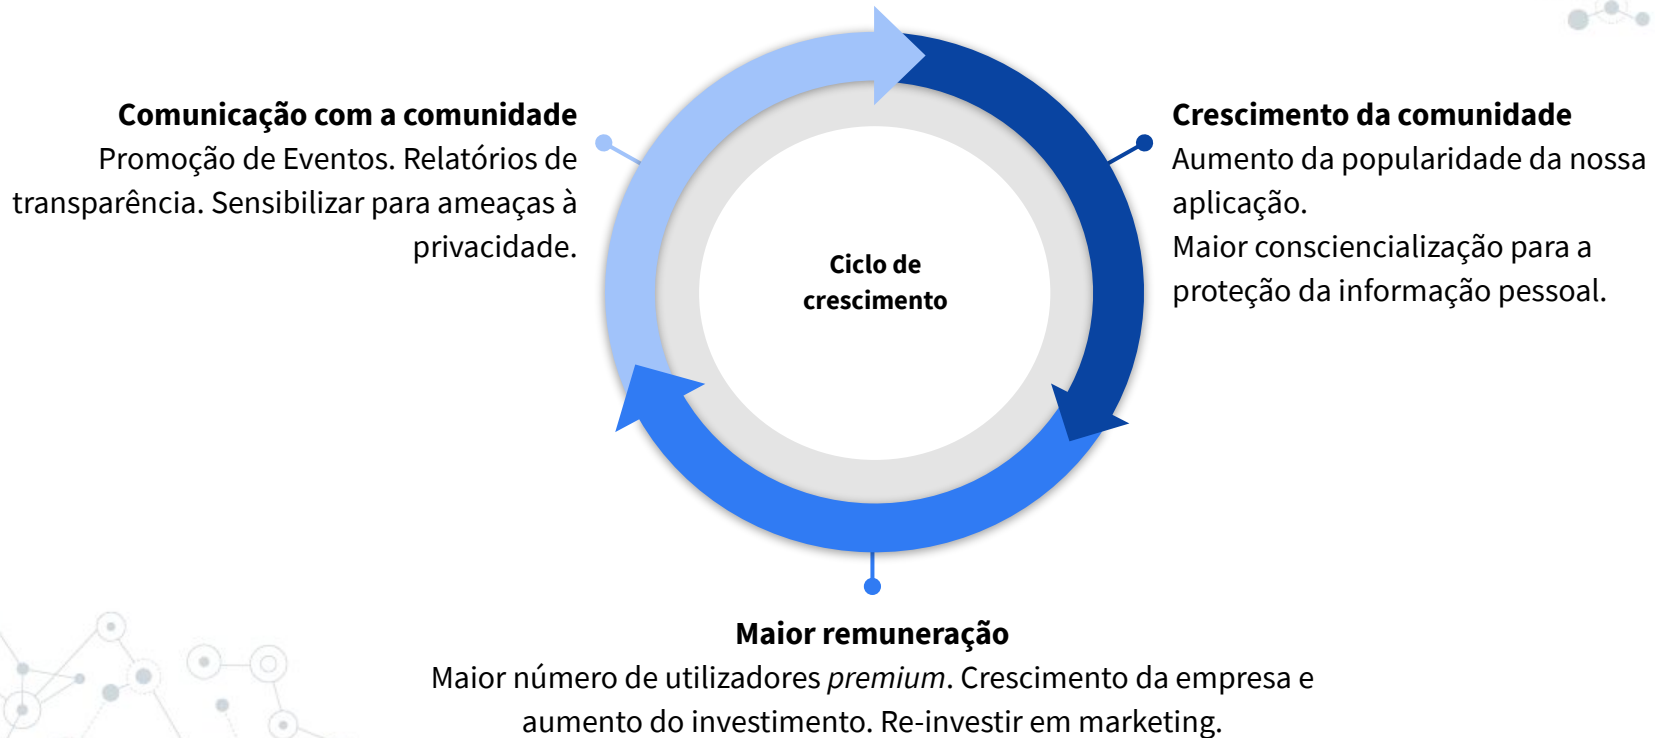 Comunicação com a comunidade
Promoção de Eventos. Relatórios de
transparência. Sensibilizar para ameaças à
privacidade.
Ciclo de
crescimento
Crescimento da comunidade
Aumento da popularidade da nossa
aplicação.
Maior consciencialização para a
proteção da informação pessoal.
Maior remuneração
Maior número de utilizadores premium. Crescimento da empresa e
aumento do investimento. Re-investir em marketing.